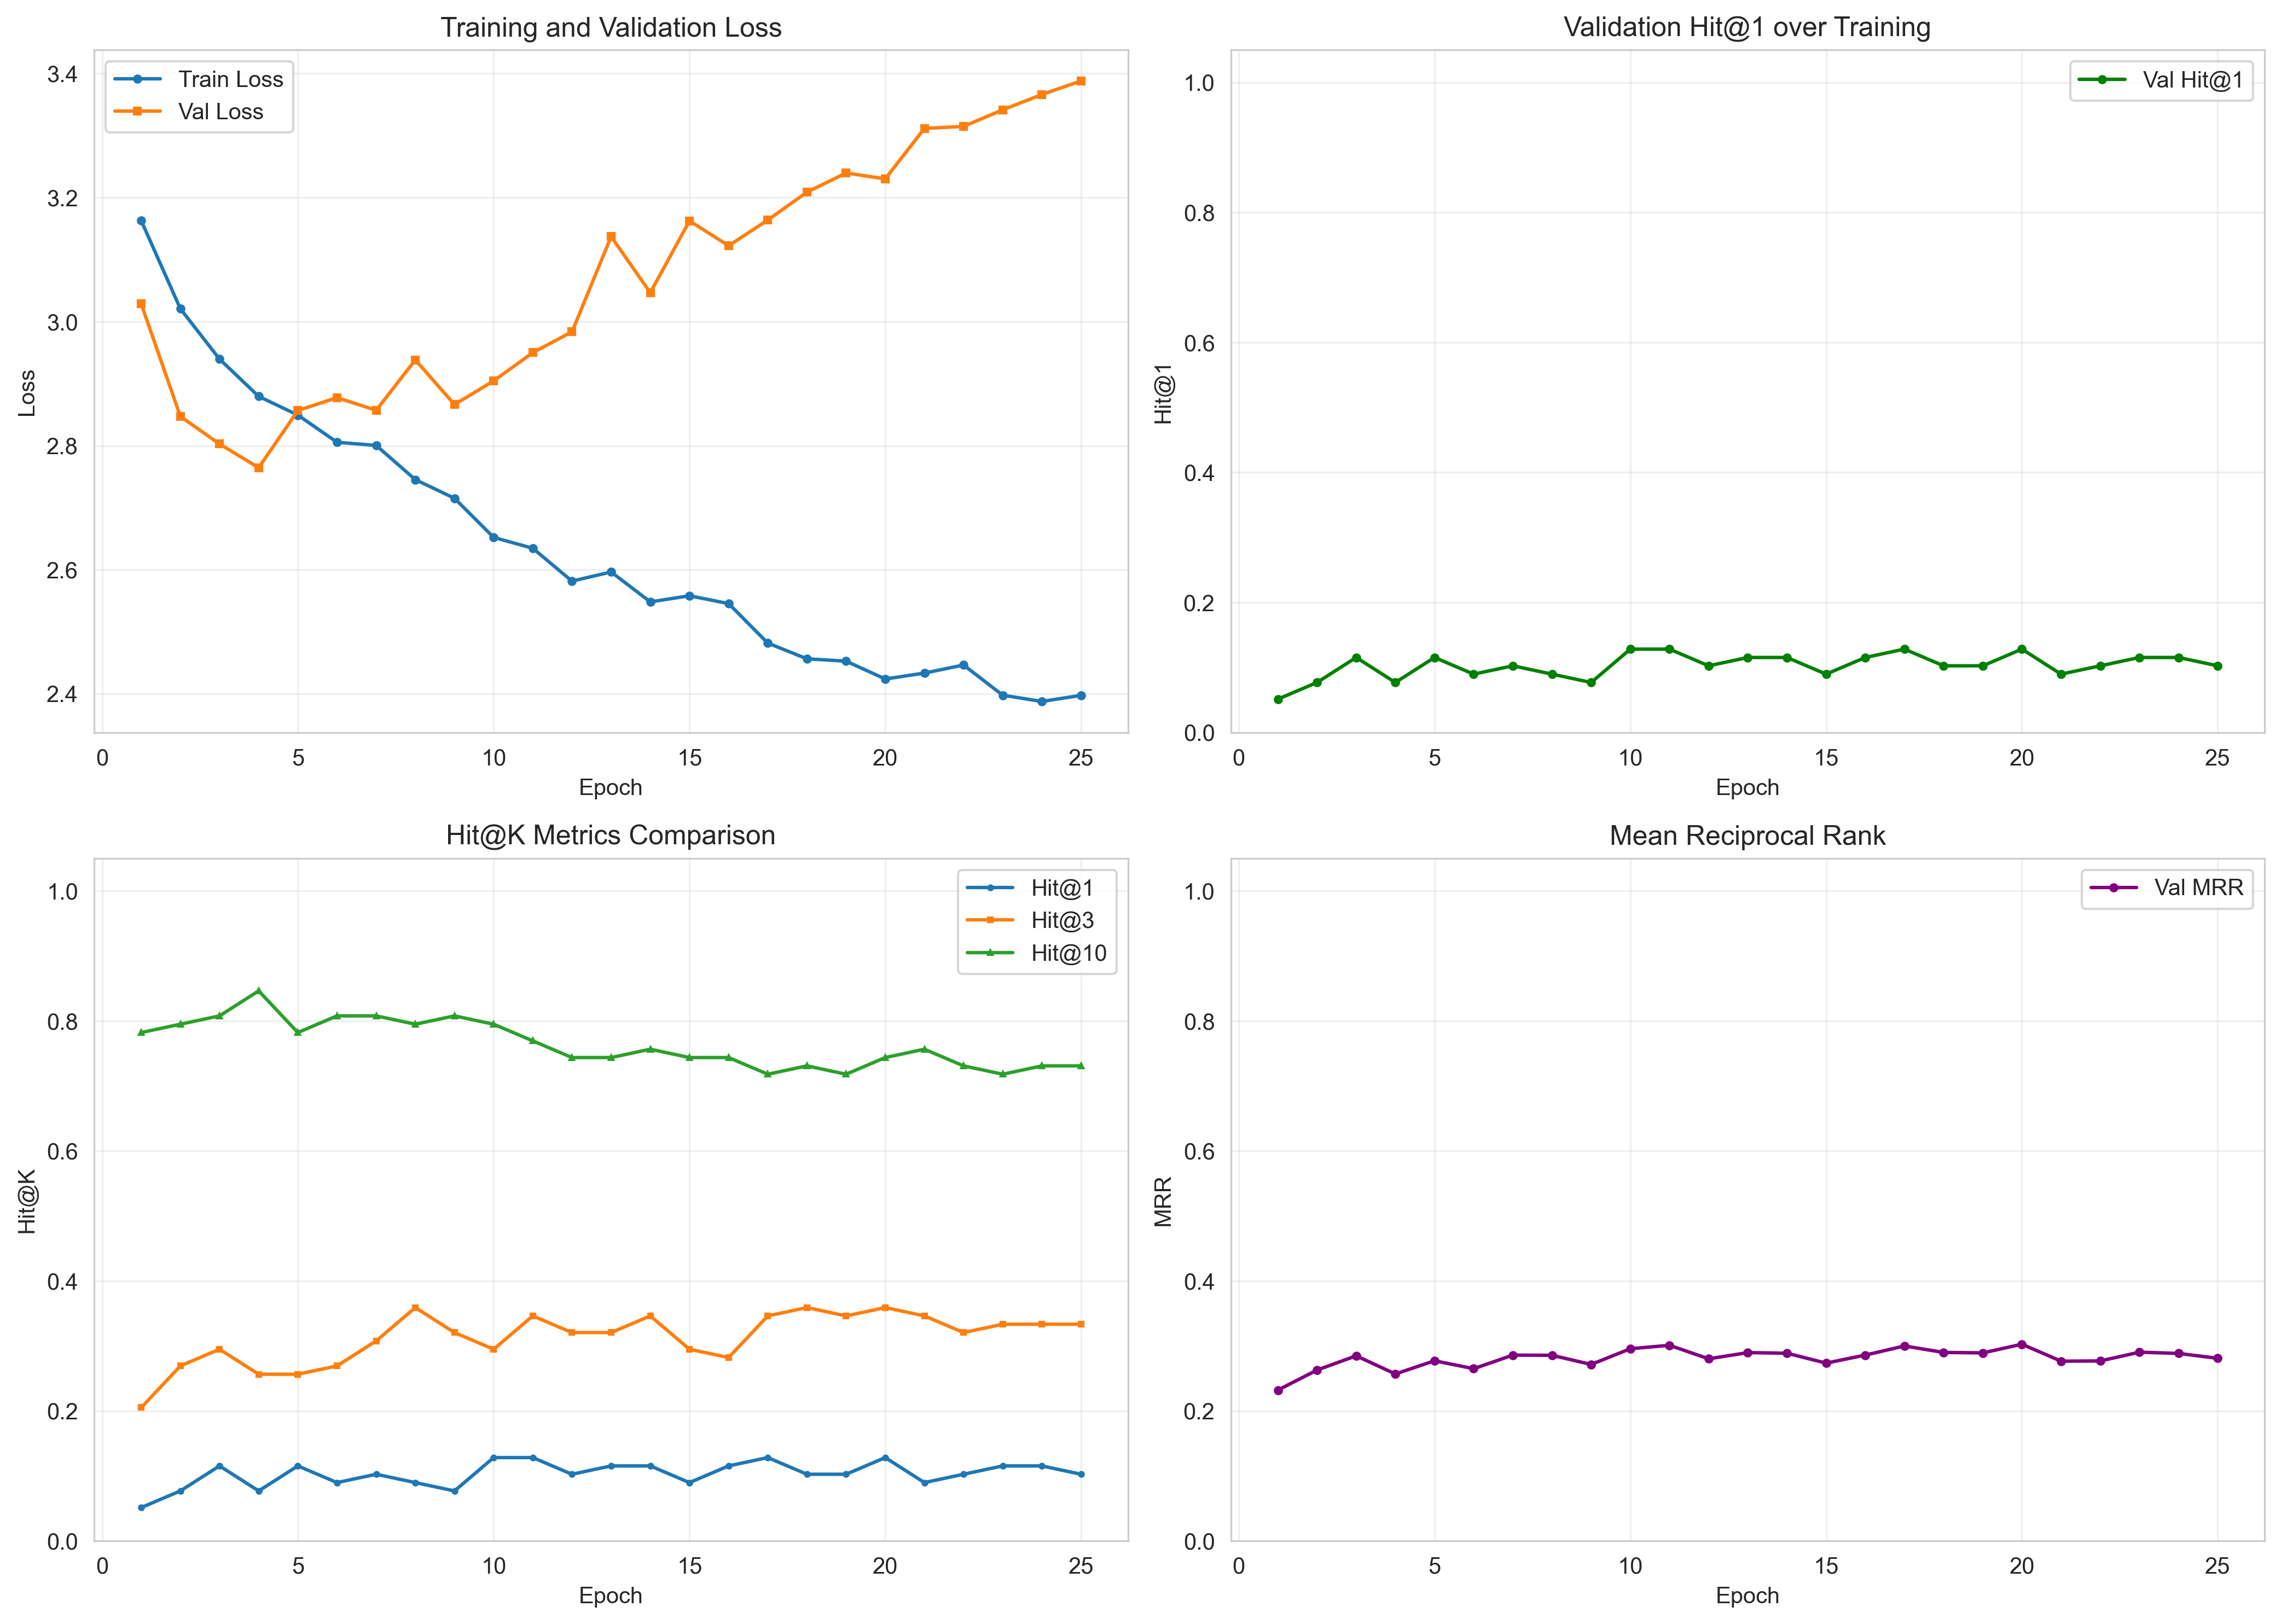 Training and Validation Loss
Train Loss
Val Loss
3.4
3.2
3.0
2.8
2.6
2.4
Loss
0 5 10 15 20 25
Epoch
Validation Hit@1 over Training
Val Hit@1
1.0
0.8
0.6
0.4
0.2
0.0
Hit@1
0 5 10 15 20 25
Epoch
Hit@K Metrics Comparison
Hit@1
Hit@3
Hit@10
1.0
0.8
0.6
0.4
0.2
0.0
Hit@K
0 5 10 15 20 25
Epoch
Mean Reciprocal Rank
Val MRR
1.0
0.8
0.6
0.4
0.2
0.0
MRR
0 5 10 15 20 25
Epoch